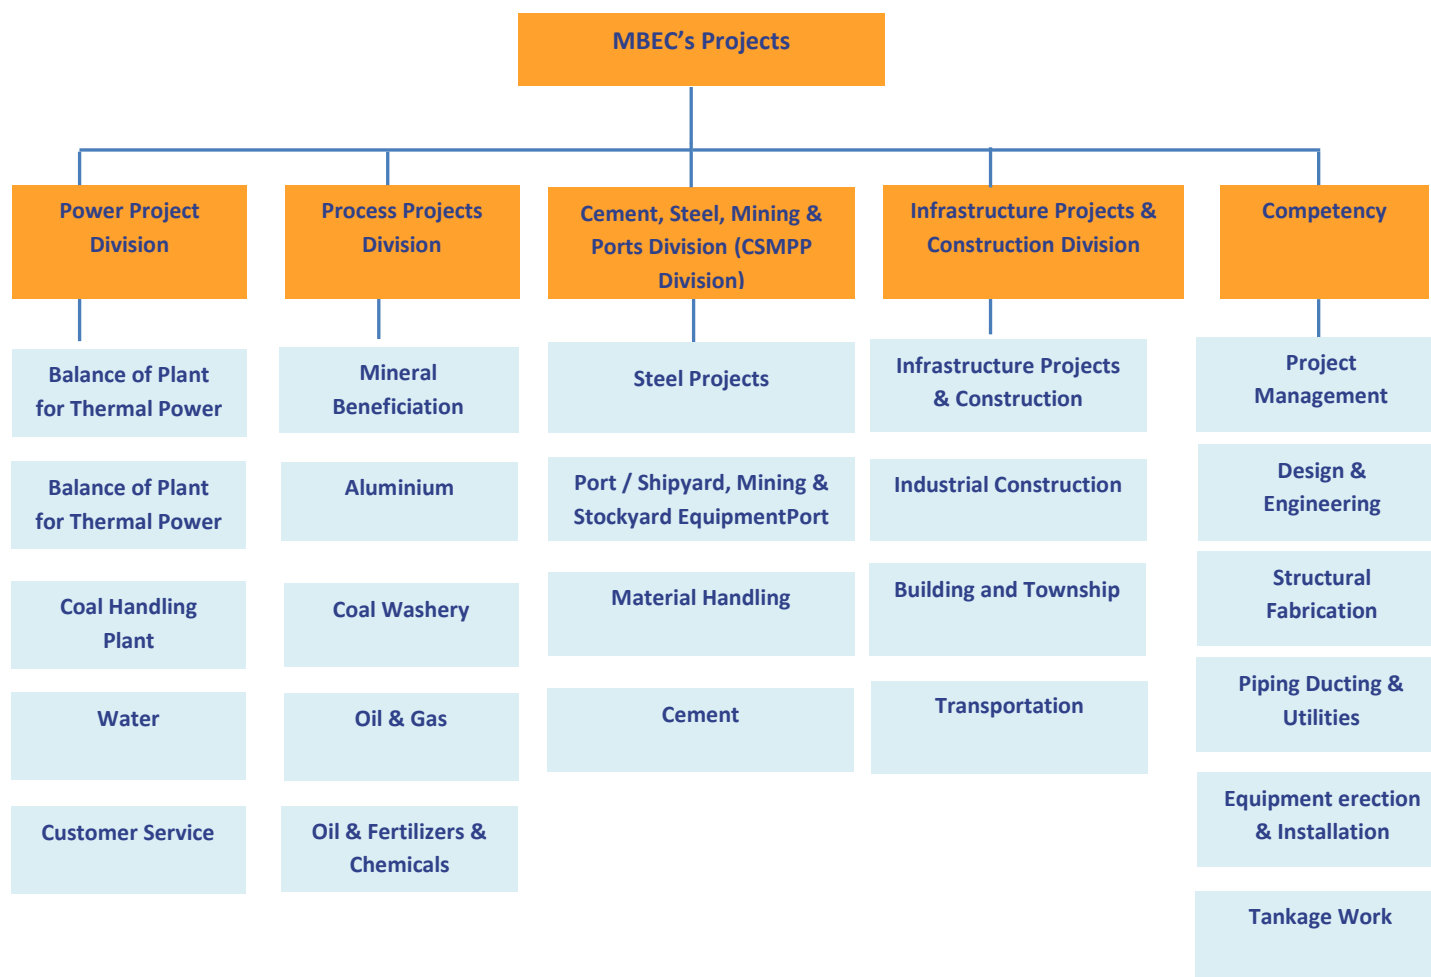 MBEC’s Projects
Power Project
Division
Process Projects
Division
Cement, Steel, Mining &
Ports Division (CSMPP
Division)
Infrastructure Projects &
Construction Division
Competency
Balance of Plant
for Thermal Power
Balance of Plant
for Thermal Power
Coal Handling
Plant
Water
Customer Service
Mineral
Beneficiation
Aluminium
Coal Washery
Oil & Gas
Oil & Fertilizers &
Chemicals
Steel Projects
Port / Shipyard, Mining &
Stockyard EquipmentPort
Material Handling
Cement
Infrastructure Projects
& Construction
Industrial Construction
Building and Township
Transportation
Project
Management
Design &
Engineering
Structural
Fabrication
Piping Ducting &
Utilities
Equipment erection
& Installation
Tankage Work